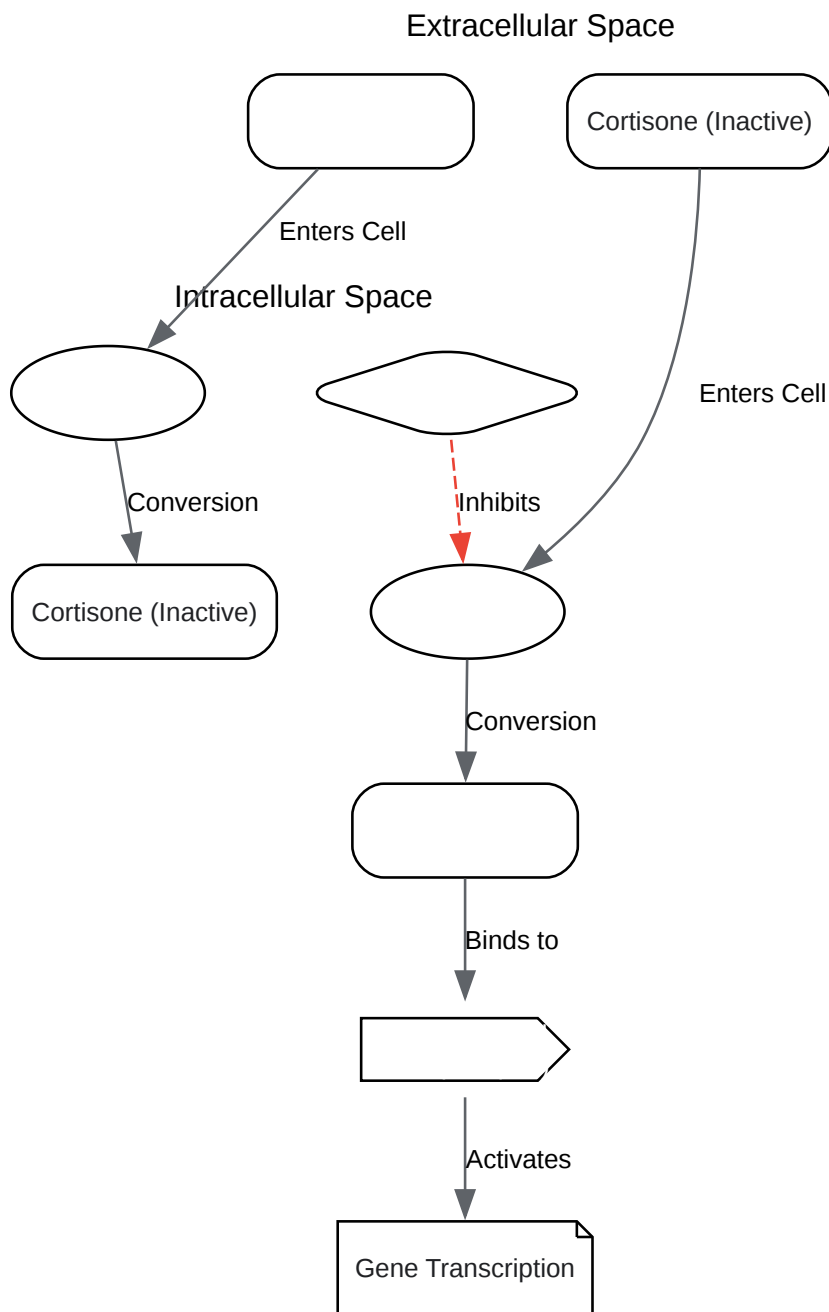 Extracellular Space
Cortisone (Inactive)
Enters Cell
Intracellular Space
Enters Cell
Conversion
Inhibits
Cortisone (Inactive)
Conversion
Binds to
Activates
Gene Transcription